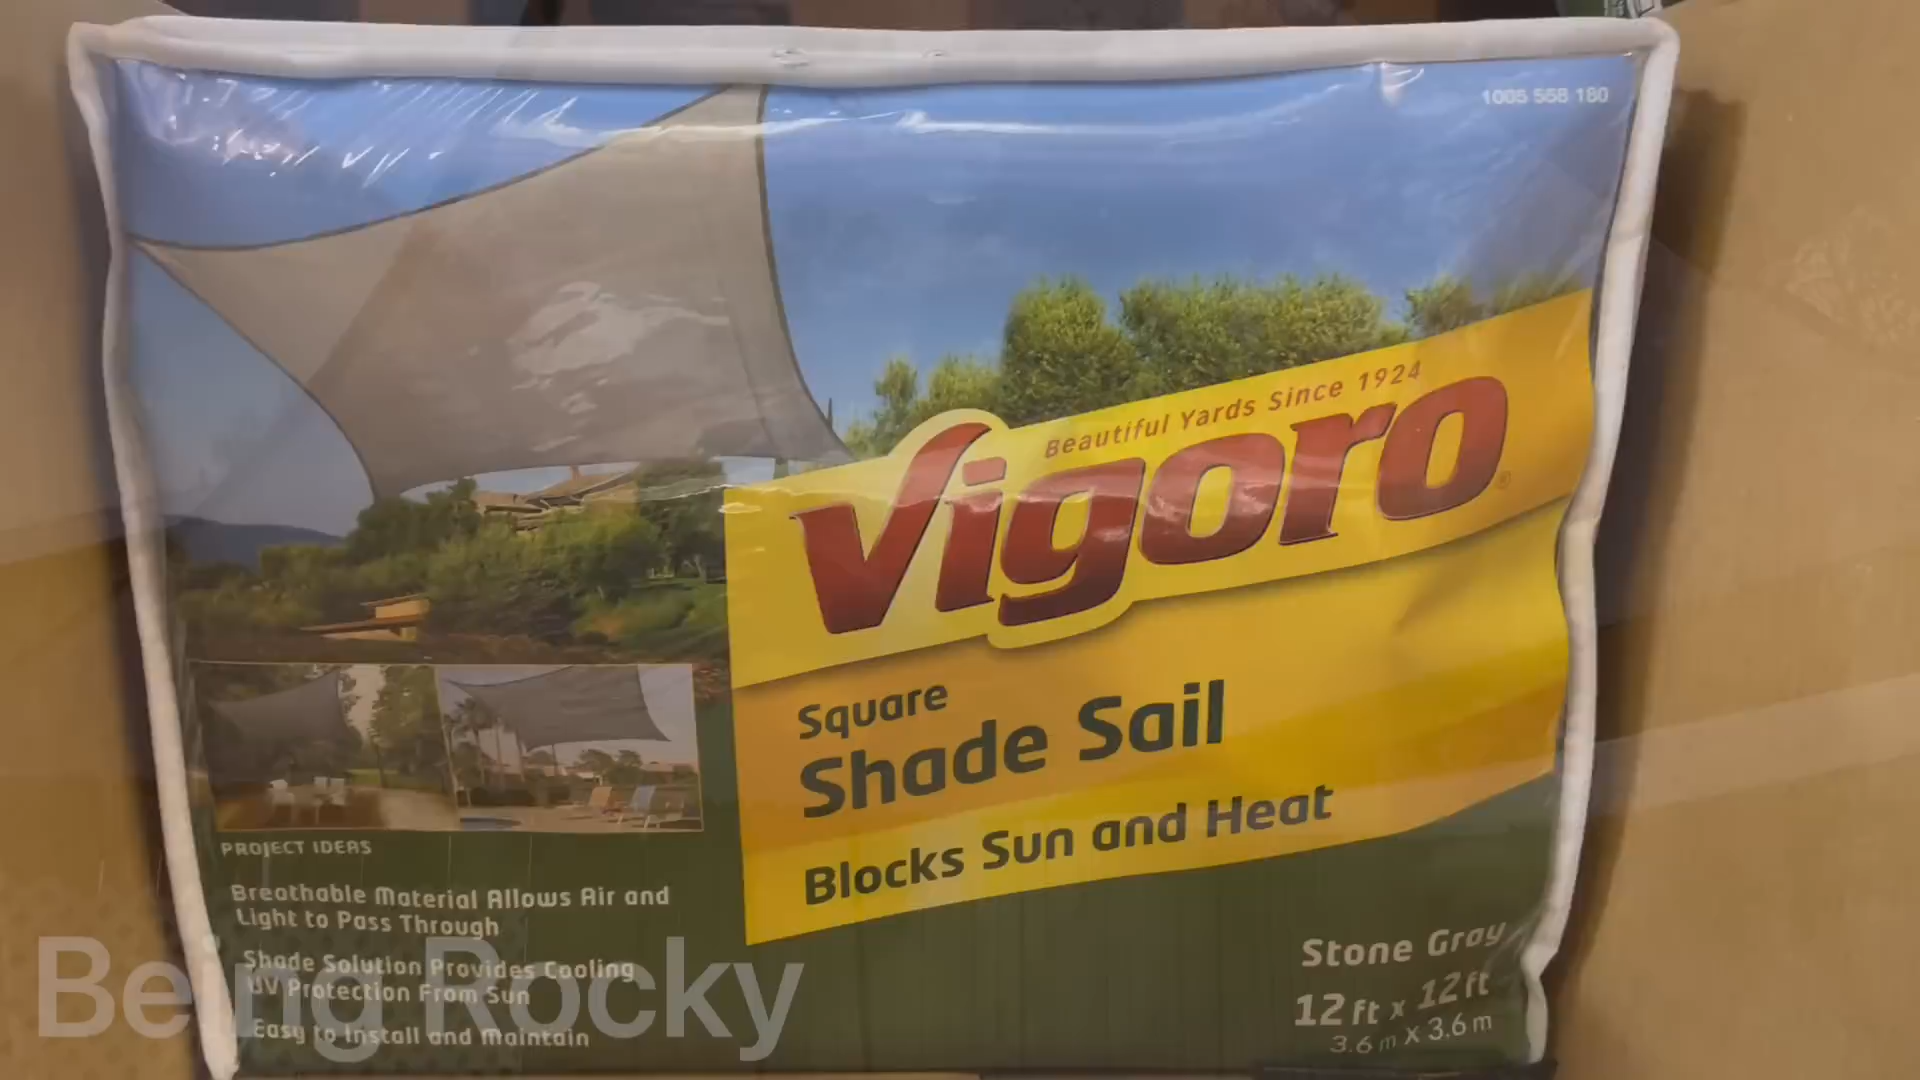 1005 558 180
Beautiful Yards Since 1924
Vigoro®
Square
Shade Sail
Blocks Sun and Heat
PROJECT IDEAS
Breathable Material Allows Air and
Light to Pass Through
Shade Solution Provides Cooling
UV Protection From Sun
Easy to Install and Maintain
Stone Gray
12 ft x 12 ft
3.6 m x 3.6 m
Being Rocky